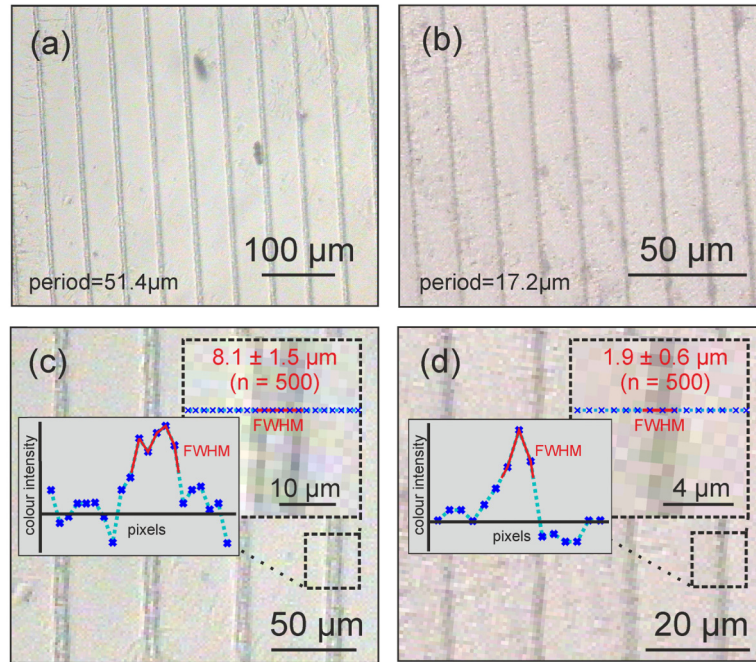 (a)
100 µm
period=51.4µm
(b)
50 µm
period=17.2µm
(c)
8.1 ± 1.5 µm
(n = 500)
FWHM
10 µm
colour intensity
FWHM
pixels
50 µm
(d)
1.9 ± 0.6 µm
(n = 500)
FWHM
4 µm
colour intensity
FWHM
pixels
20 µm